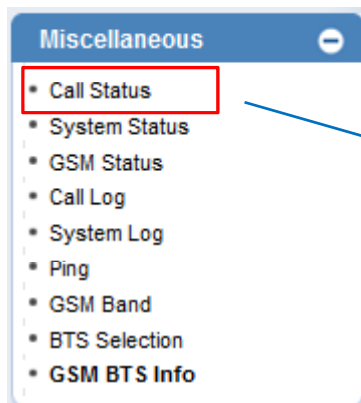 Miscellaneous
Call Status
System Status
GSM Status
Call Log
System Log
Ping
GSM Band
BTS Selection
GSM BTS Info